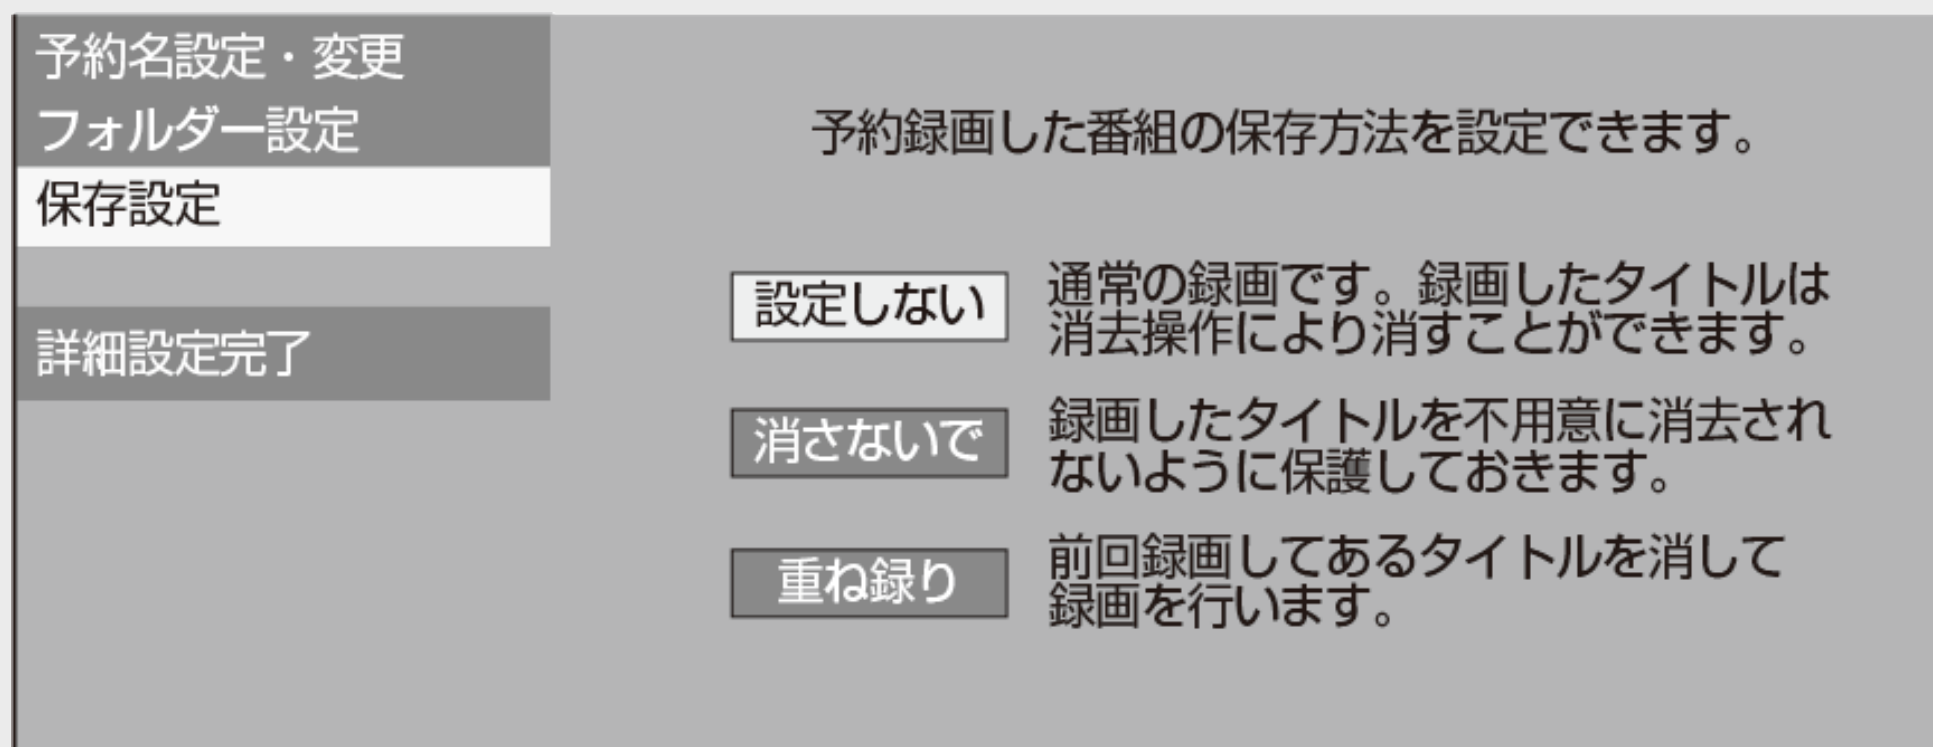 予約名設定・変更
フォルダー設定
保存設定
詳細設定完了
予約録画した番組の保存方法を設定できます。
設定しない
通常の録画です。録画したタイトルは
消去操作により消すことができます。
消さないで
録画したタイトルを不用意に消去され
ないように保護しておきます。
重ね録り
前回録画してあるタイトルを消して
録画を行います。